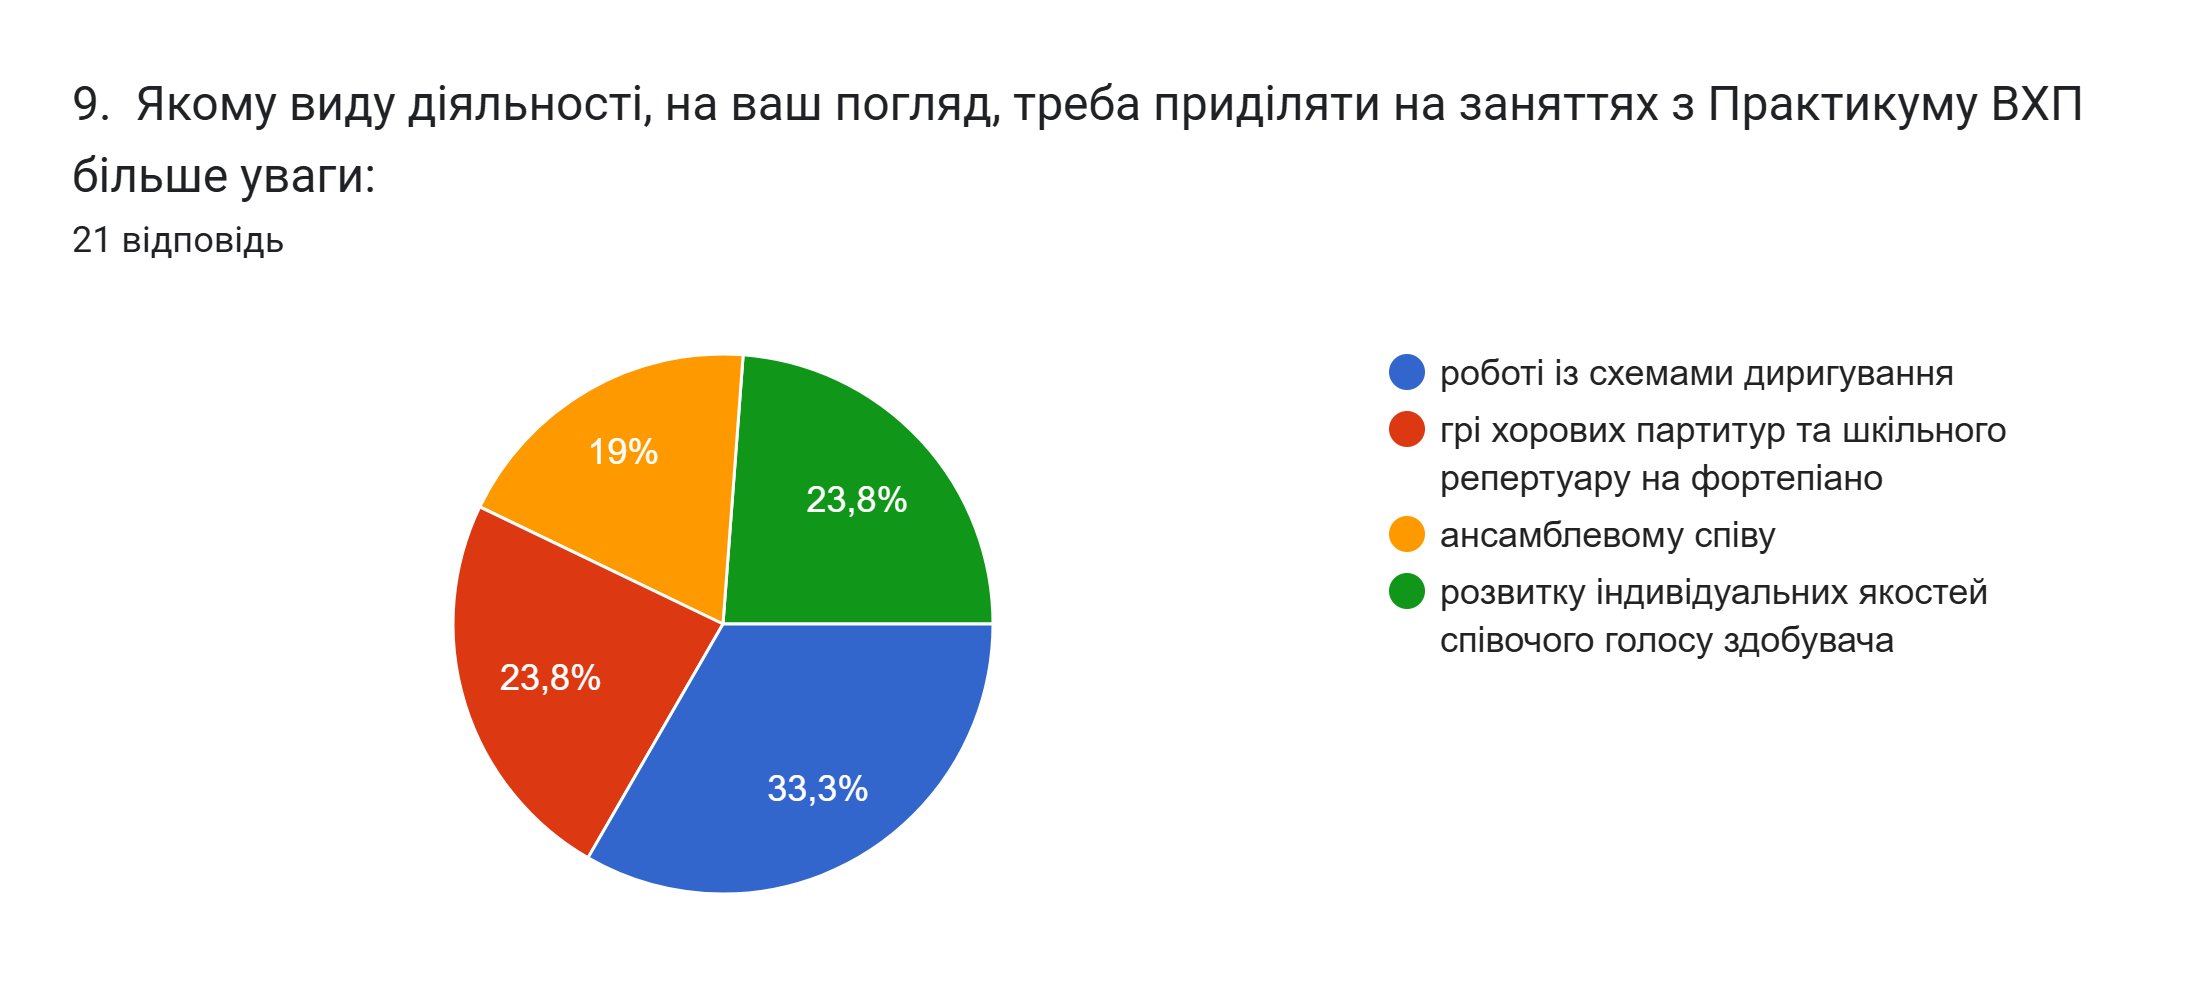 9. Якому виду діяльності, на ваш погляд, треба приділяти на заняттях з Практикуму ВХП
більше уваги:
21 відповідь
19%
23,8%
23,8%
33,3%
роботі із схемами диригування
грі хорових партитур та шкільного
репертуару на фортепіано
ансамблевому співу
розвитку індивідуальних якостей
співочого голосу здобувача